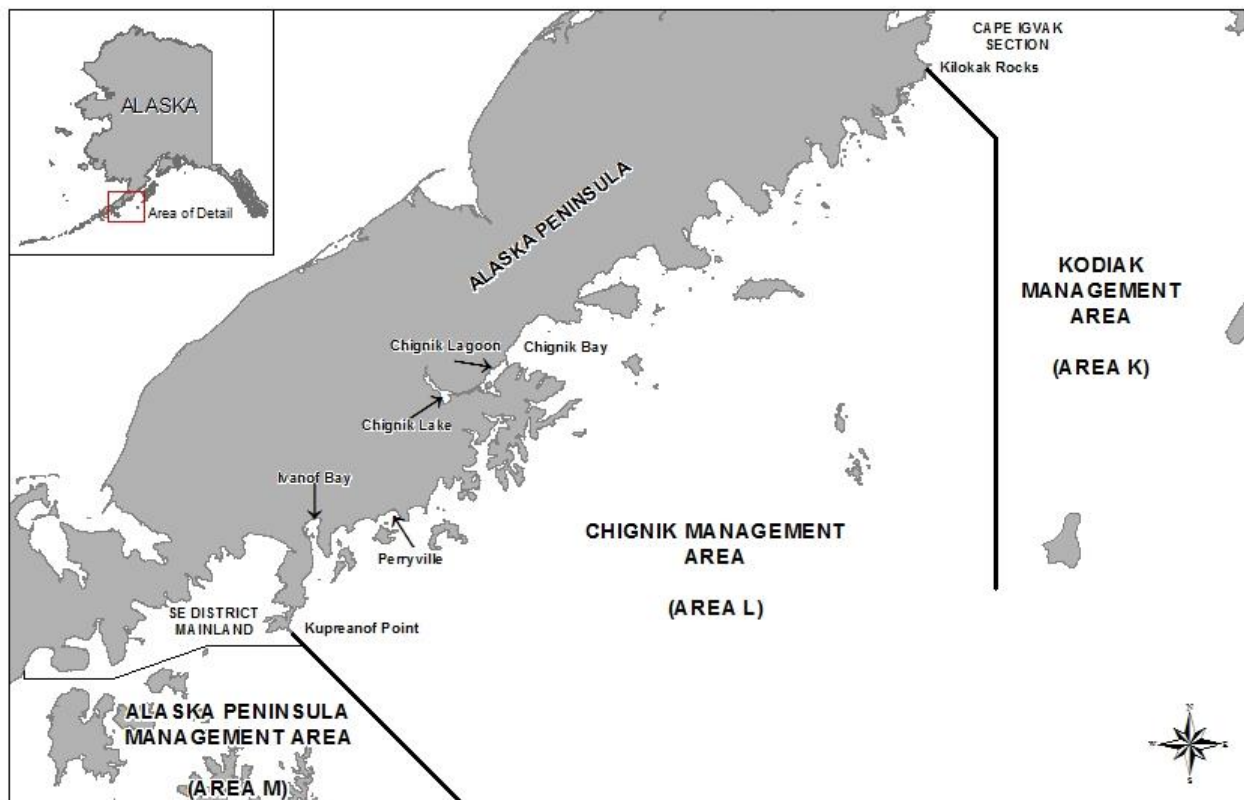 ALASKA
Area of Detail
CAPE IGVAK
SECTION
Kilokak Rocks
ALASKA PENINSULA
KODIAK
MANAGEMENT
AREA
(AREA K)
Chignik Lagoon
Chignik Bay
Chignik Lake
Ivanof Bay
Perryville
CHIGNIK MANAGEMENT
AREA
(AREA L)
SE DISTRICT
MAINLAND
Kupreanof Point
ALASKA PENINSULA
MANAGEMENT AREA
(AREA M)
N
W
E
S